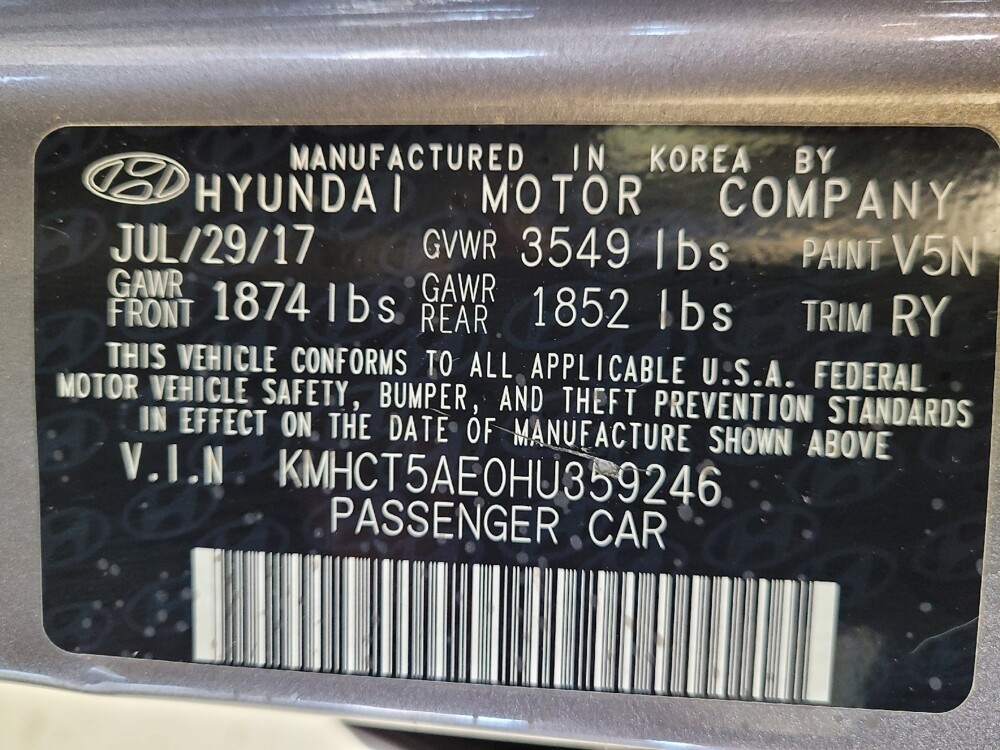 MANUFACTURED IN KOREA BY
HYUNDAI MOTOR COMPANY
JUL/29/17 GVWR 3549 lbs PAINT V5N
GAWR FRONT 1874 lbs GAWR REAR 1852 lbs TRIM RY
THIS VEHICLE CONFORMS TO ALL APPLICABLE U.S.A. FEDERAL
MOTOR VEHICLE SAFETY, BUMPER, AND THEFT PREVENTION STANDARDS
IN EFFECT ON THE DATE OF MANUFACTURE SHOWN ABOVE
V.I.N KMHCT5AE0HU359246
PASSENGER CAR